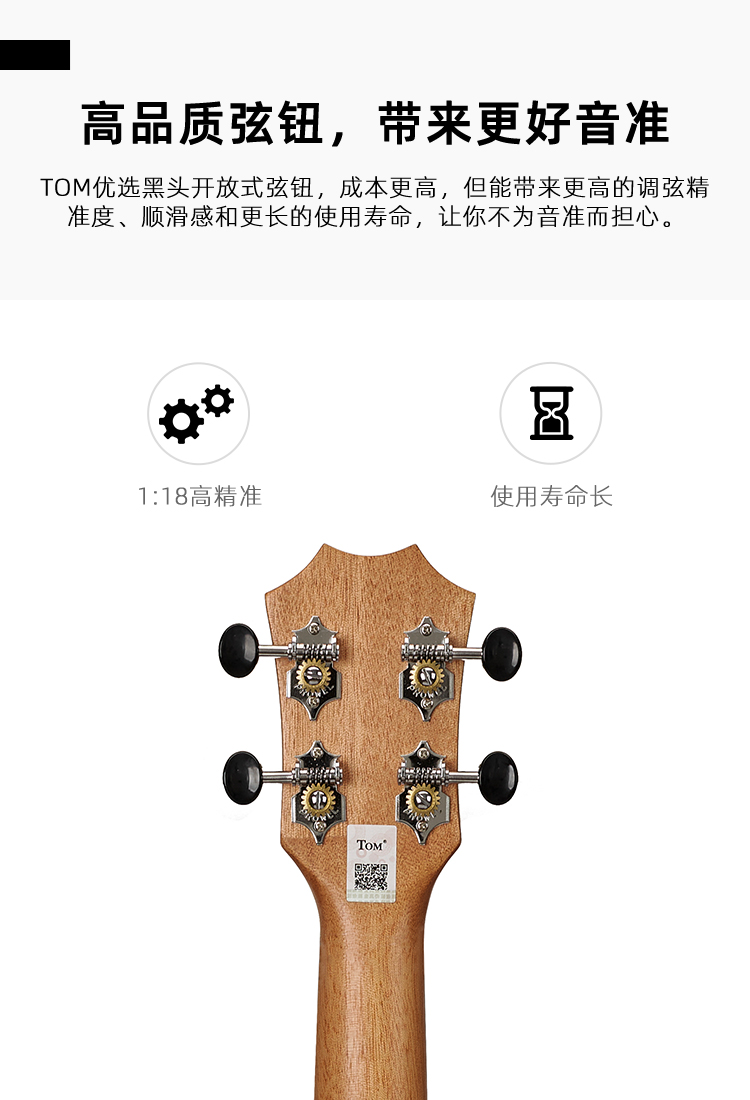 高品质弦钮，带来更好音准
TOM优选黑头开放式弦钮，成本更高，但能带来更高的调弦精
准度、顺滑感和更长的使用寿命，让你不为音准而担心。
1:18高精准
使用寿命长
TOM